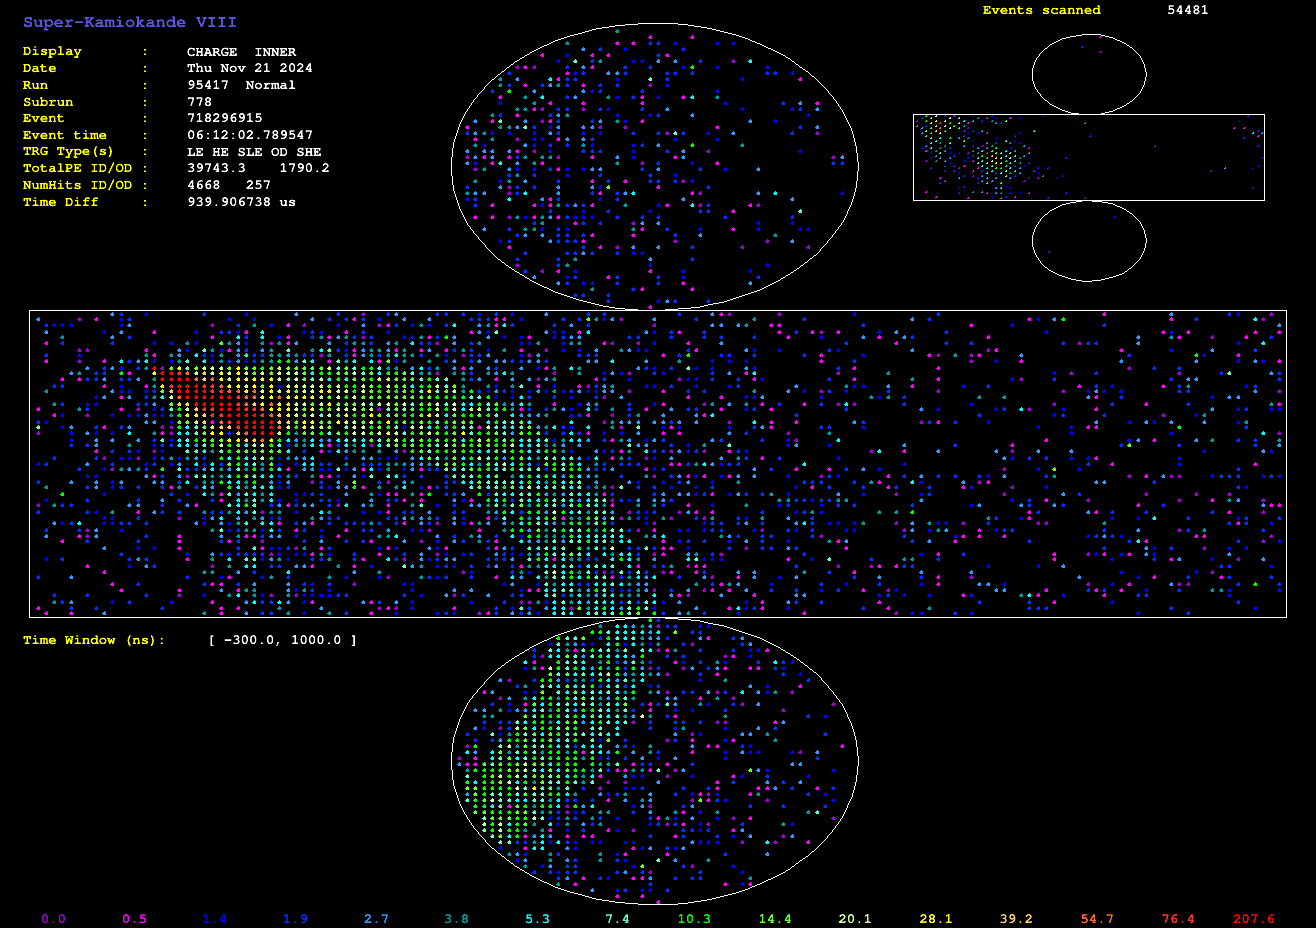 Super-Kamiokande VIII
Events scanned 54481
Display : CHARGE INNER
Date : Thu Nov 21 2024
Run : 95417 Normal
Subrun : 778
Event : 718296915
Event time : 06:12:02.789547
TRG Type(s) : LE HE SLE OD SHE
TotalPE ID/OD : 39743.3 1790.2
NumHits ID/OD : 4668 257
Time Diff : 939.906738 us
Time Window (ns): [ -300.0, 1000.0 ]
0.0 0.5 1.4 1.9 2.7 3.8 5.3 7.4 10.3 14.4 20.1 28.1 39.2 54.7 76.4 207.6